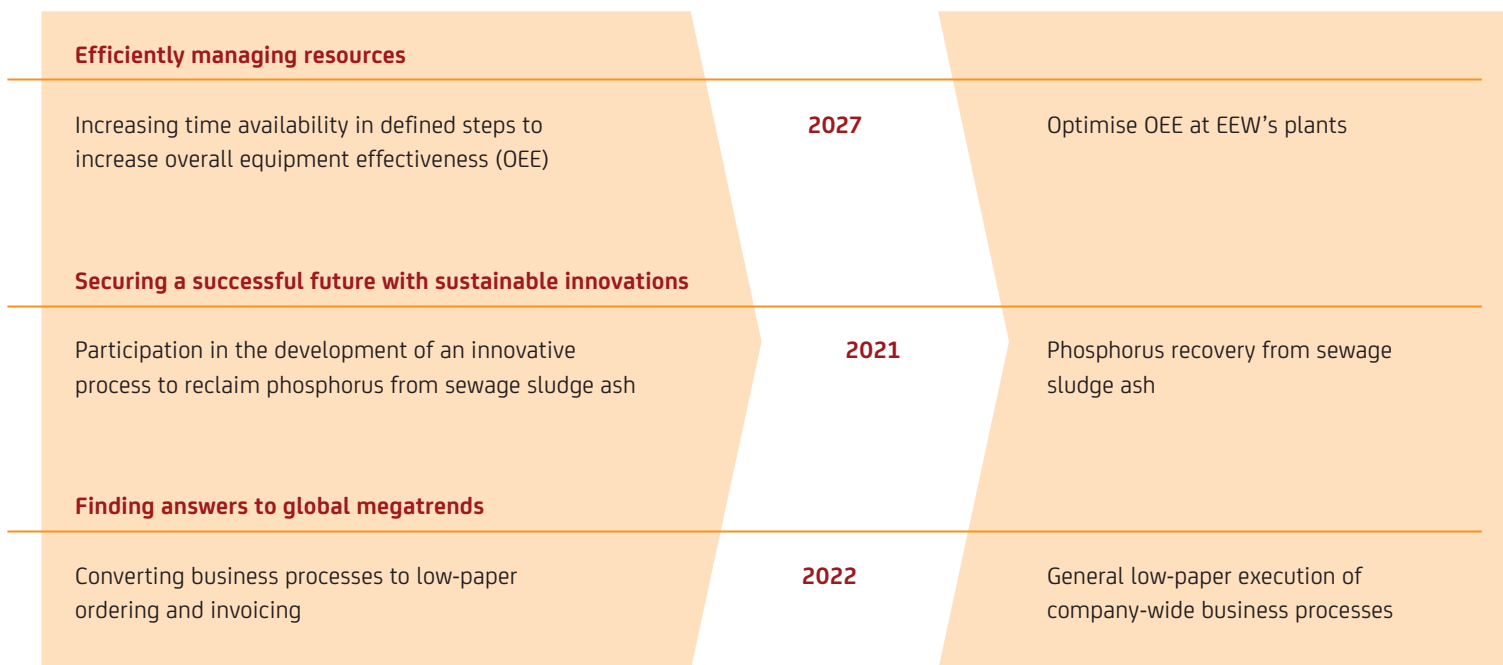 Efficiently managing resources
Increasing time availability in defined steps to
increase overall equipment effectiveness (OEE)
2027
Optimise OEE at EEW’s plants
Securing a successful future with sustainable innovations
Participation in the development of an innovative
process to reclaim phosphorus from sewage sludge ash
2021
Phosphorus recovery from sewage
sludge ash
Finding answers to global megatrends
Converting business processes to low-paper
ordering and invoicing
2022
General low-paper execution of
company-wide business processes